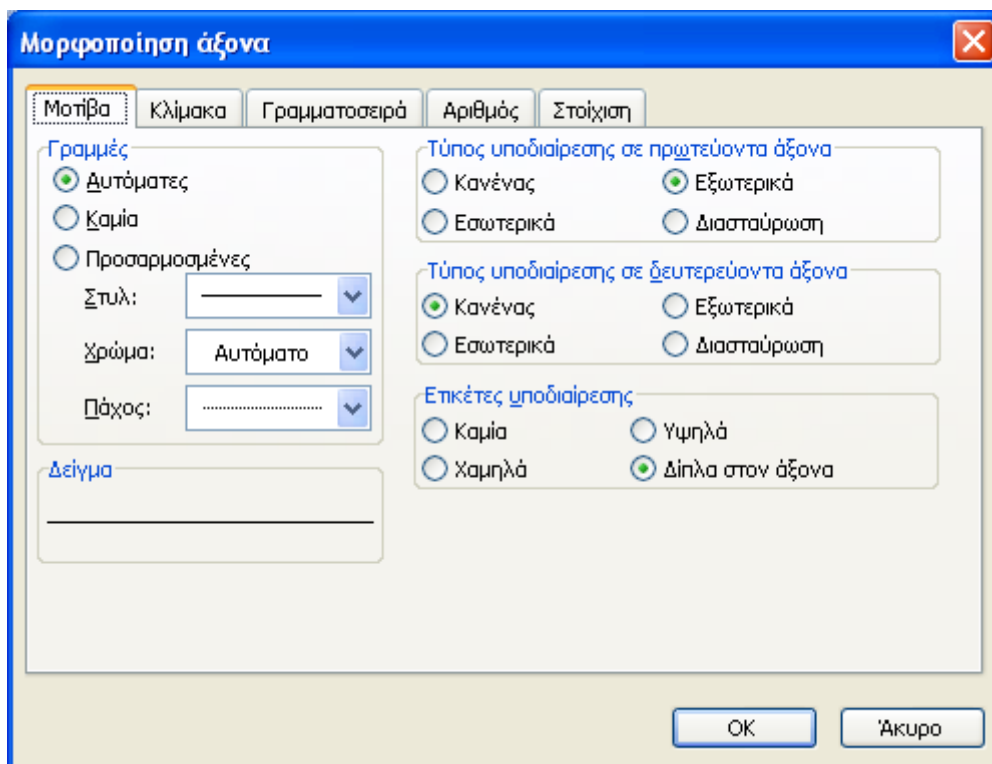 Μορφοποίηση άξονα
Μοτίβα Κλίμακα Γραμματοσειρά Αριθμός Στοίχιση
Γραμμές
Αυτόματες
Καμία
Προσαρμοσμένες
Στυλ:
Χρώμα: Αυτόματο
Πάχος:
Δείγμα
Τύπος υποδιαίρεσης σε πρωτεύοντα άξονα
Κανένας Εξωτερικά
Εσωτερικά Διασταύρωση
Τύπος υποδιαίρεσης σε δευτερεύοντα άξονα
Κανένας Εξωτερικά
Εσωτερικά Διασταύρωση
Ετικέτες υποδιαίρεσης
Καμία Υψηλά
Χαμηλά Δίπλα στον άξονα
OK Άκυρο